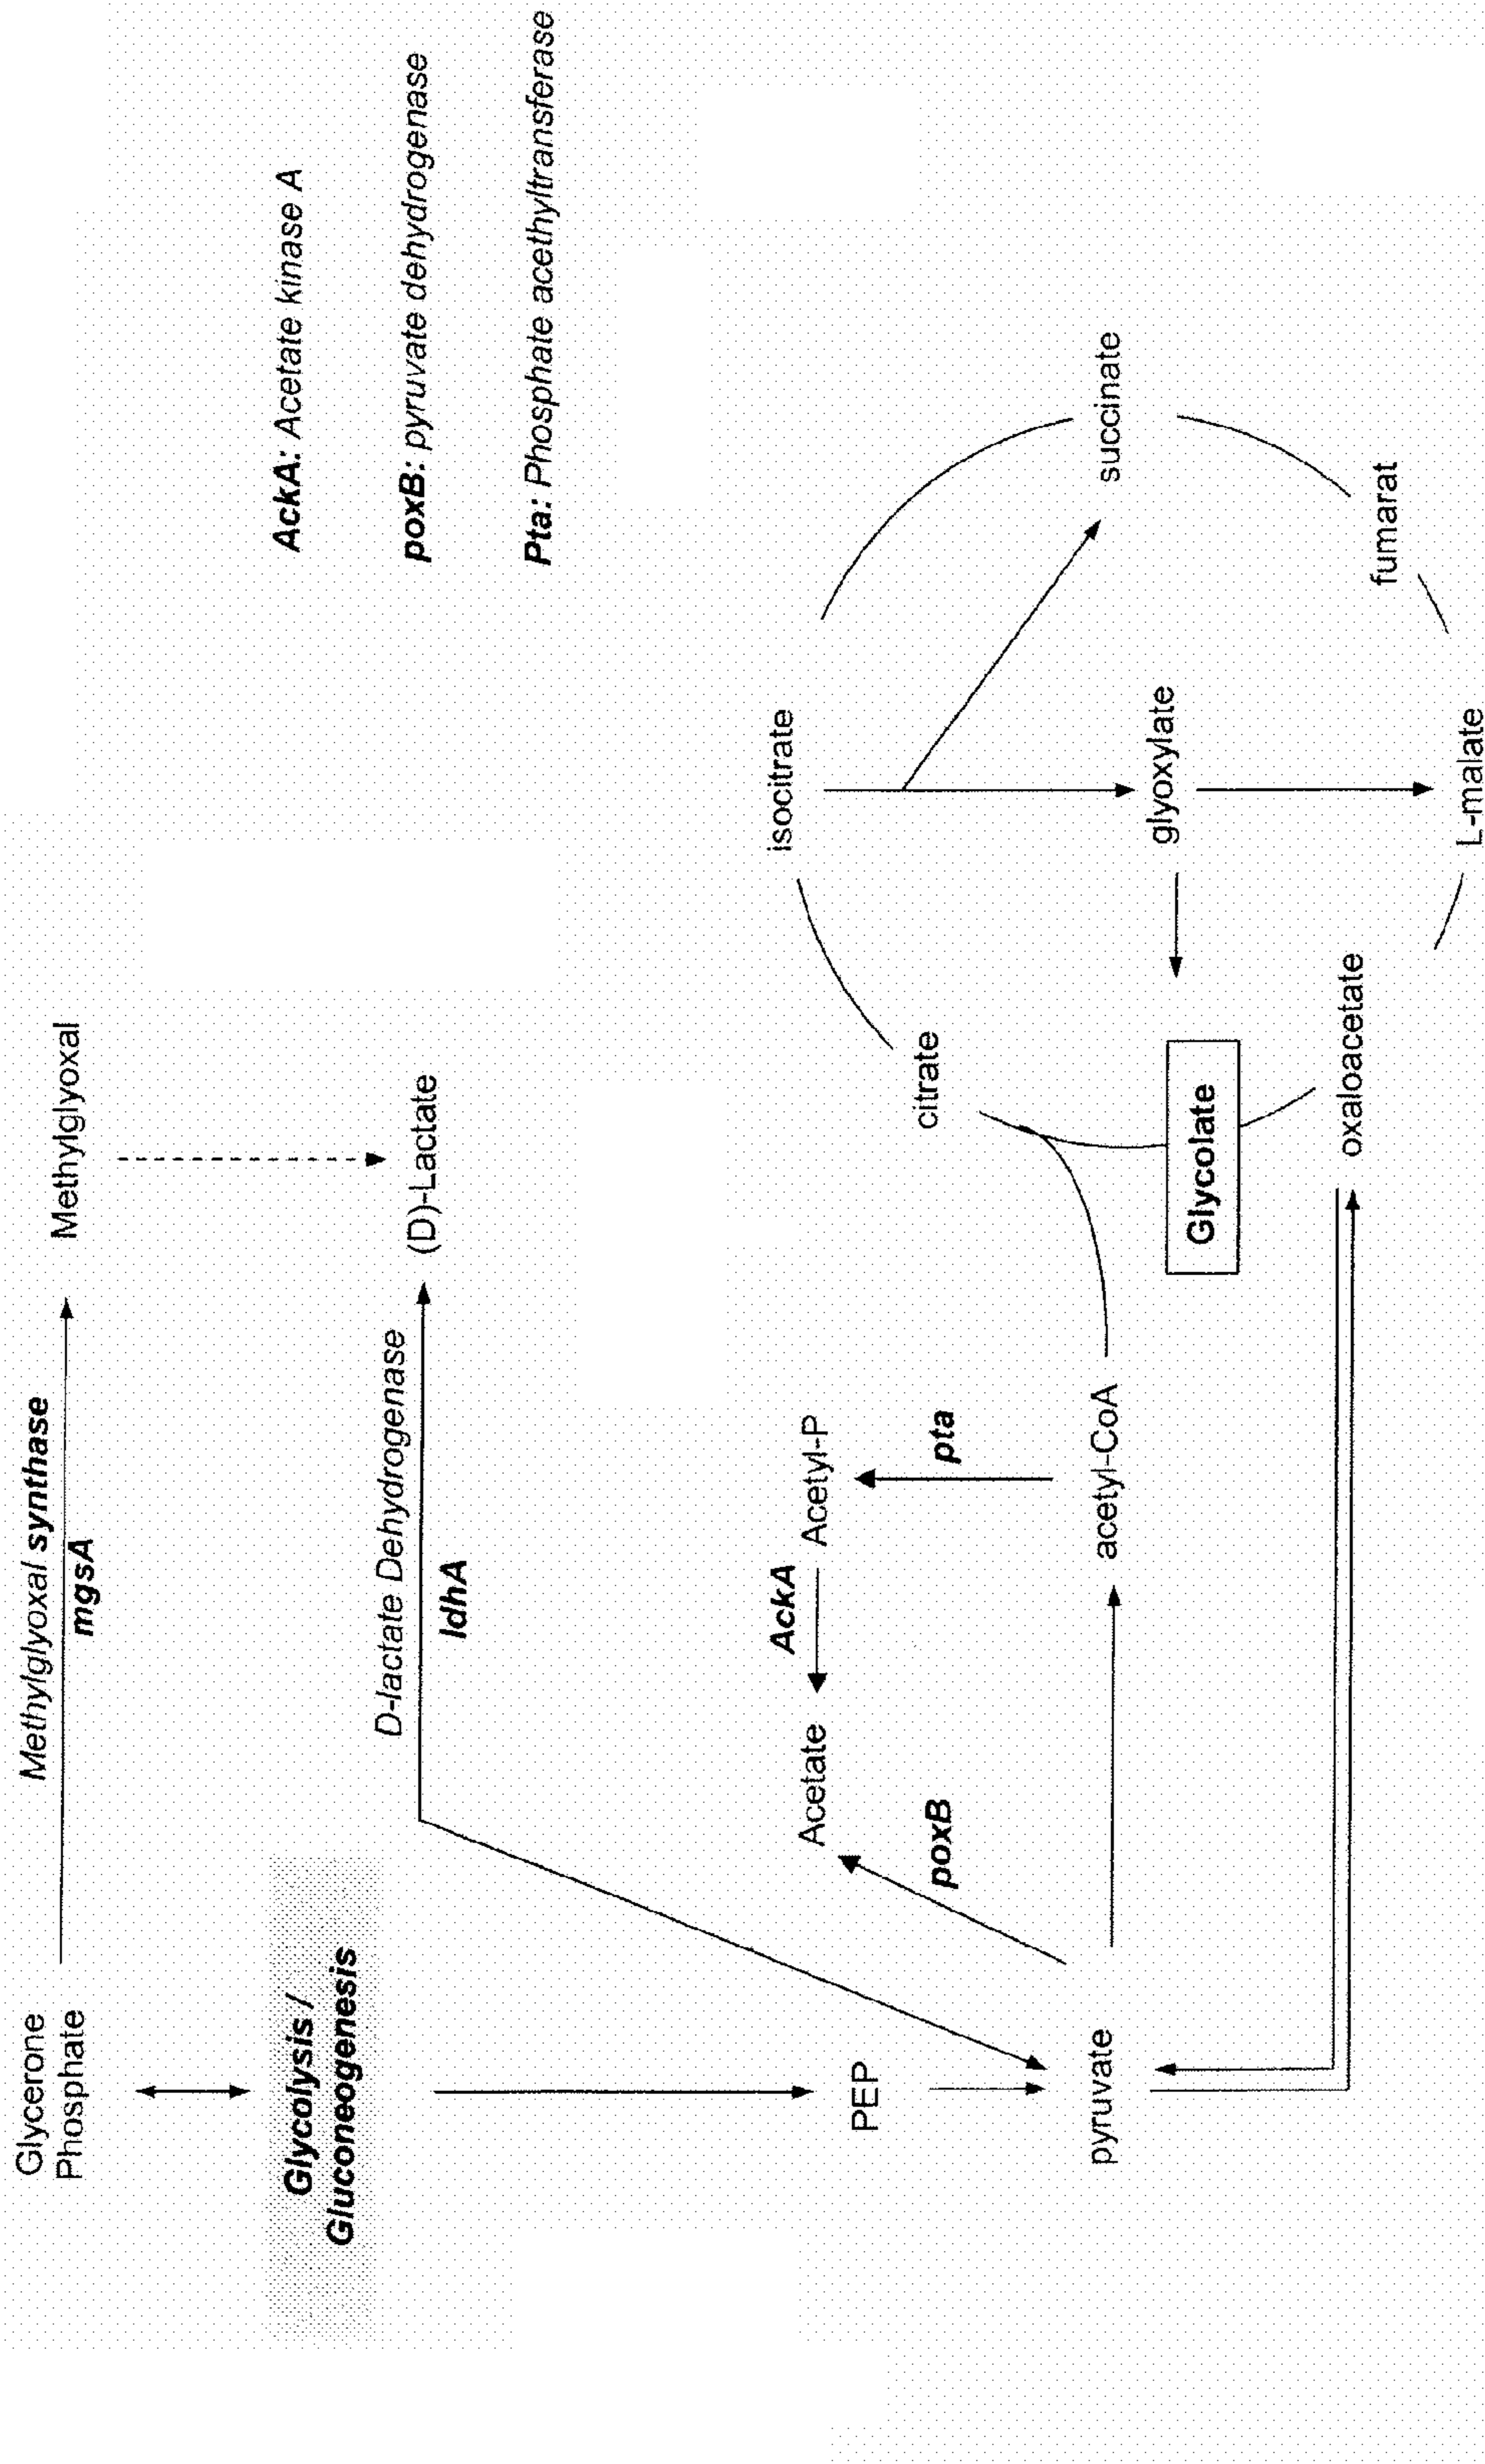 Glycerone
Phosphate
Methylglyoxal synthase
mgsA
Methylglyoxal
Glycolysis /
Gluconeogenesis
D-lactate Dehydrogenase
ldhA
(D)-Lactate
AckA: Acetate kinase A
poxB: pyruvate dehydrogenase
Pta: Phosphate acethyltransferase
PEP
pyruvate
poxB
Acetate
AckA
Acetyl-P
pta
acetyl-CoA
citrate
isocitrate
succinate
fumarat
L-malate
glyoxylate
Glycolate
oxaloacetate